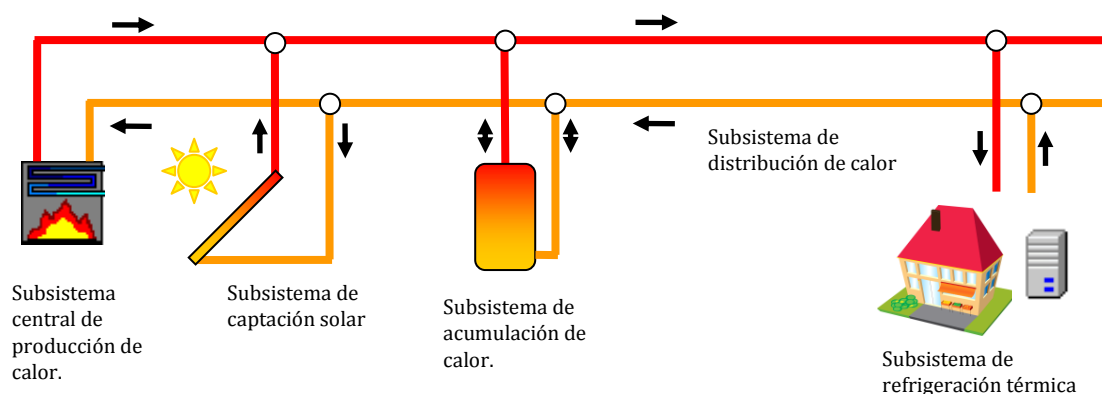 Subsistema de
distribución de calor
Subsistema
central de
producción de
calor.
Subsistema de
captación solar
Subsistema de
acumulación de
calor.
Subsistema de
refrigeración térmica